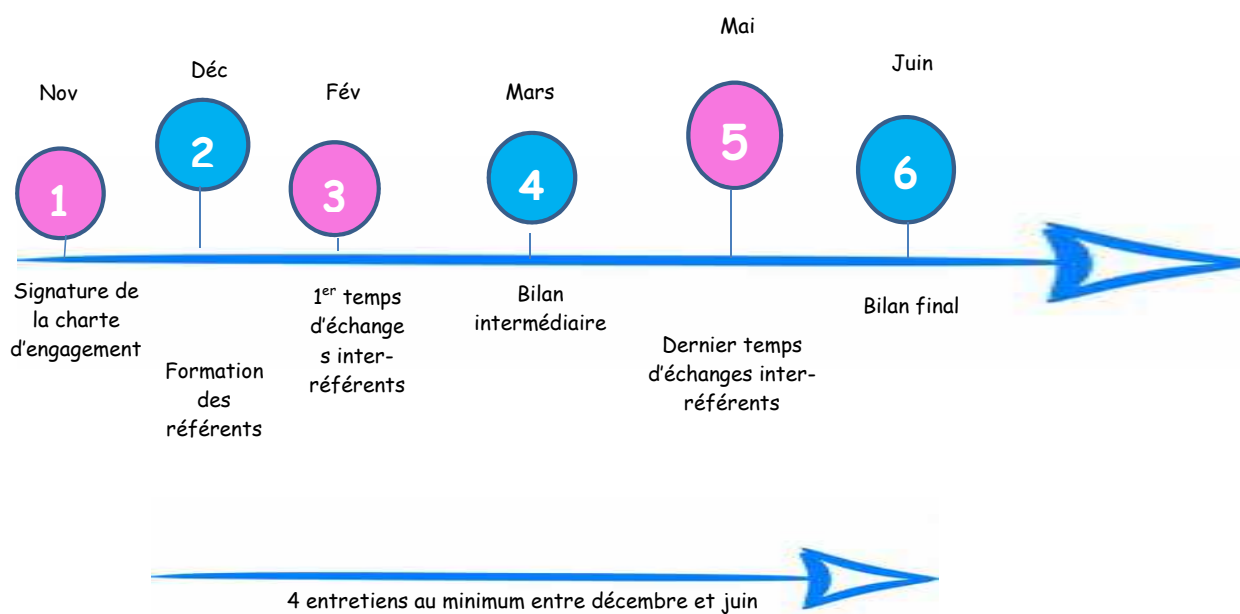 Nov
Déc
Fév
Mars
Mai
Juin
1
2
3
4
5
6
Signature de
la charte
d'engagement
Formation
des
référents
1er temps
d'échange
s inter-
référents
Bilan
intermédiaire
Dernier temps
d'échanges inter-
référents
Bilan final
4 entretiens au minimum entre décembre et juin